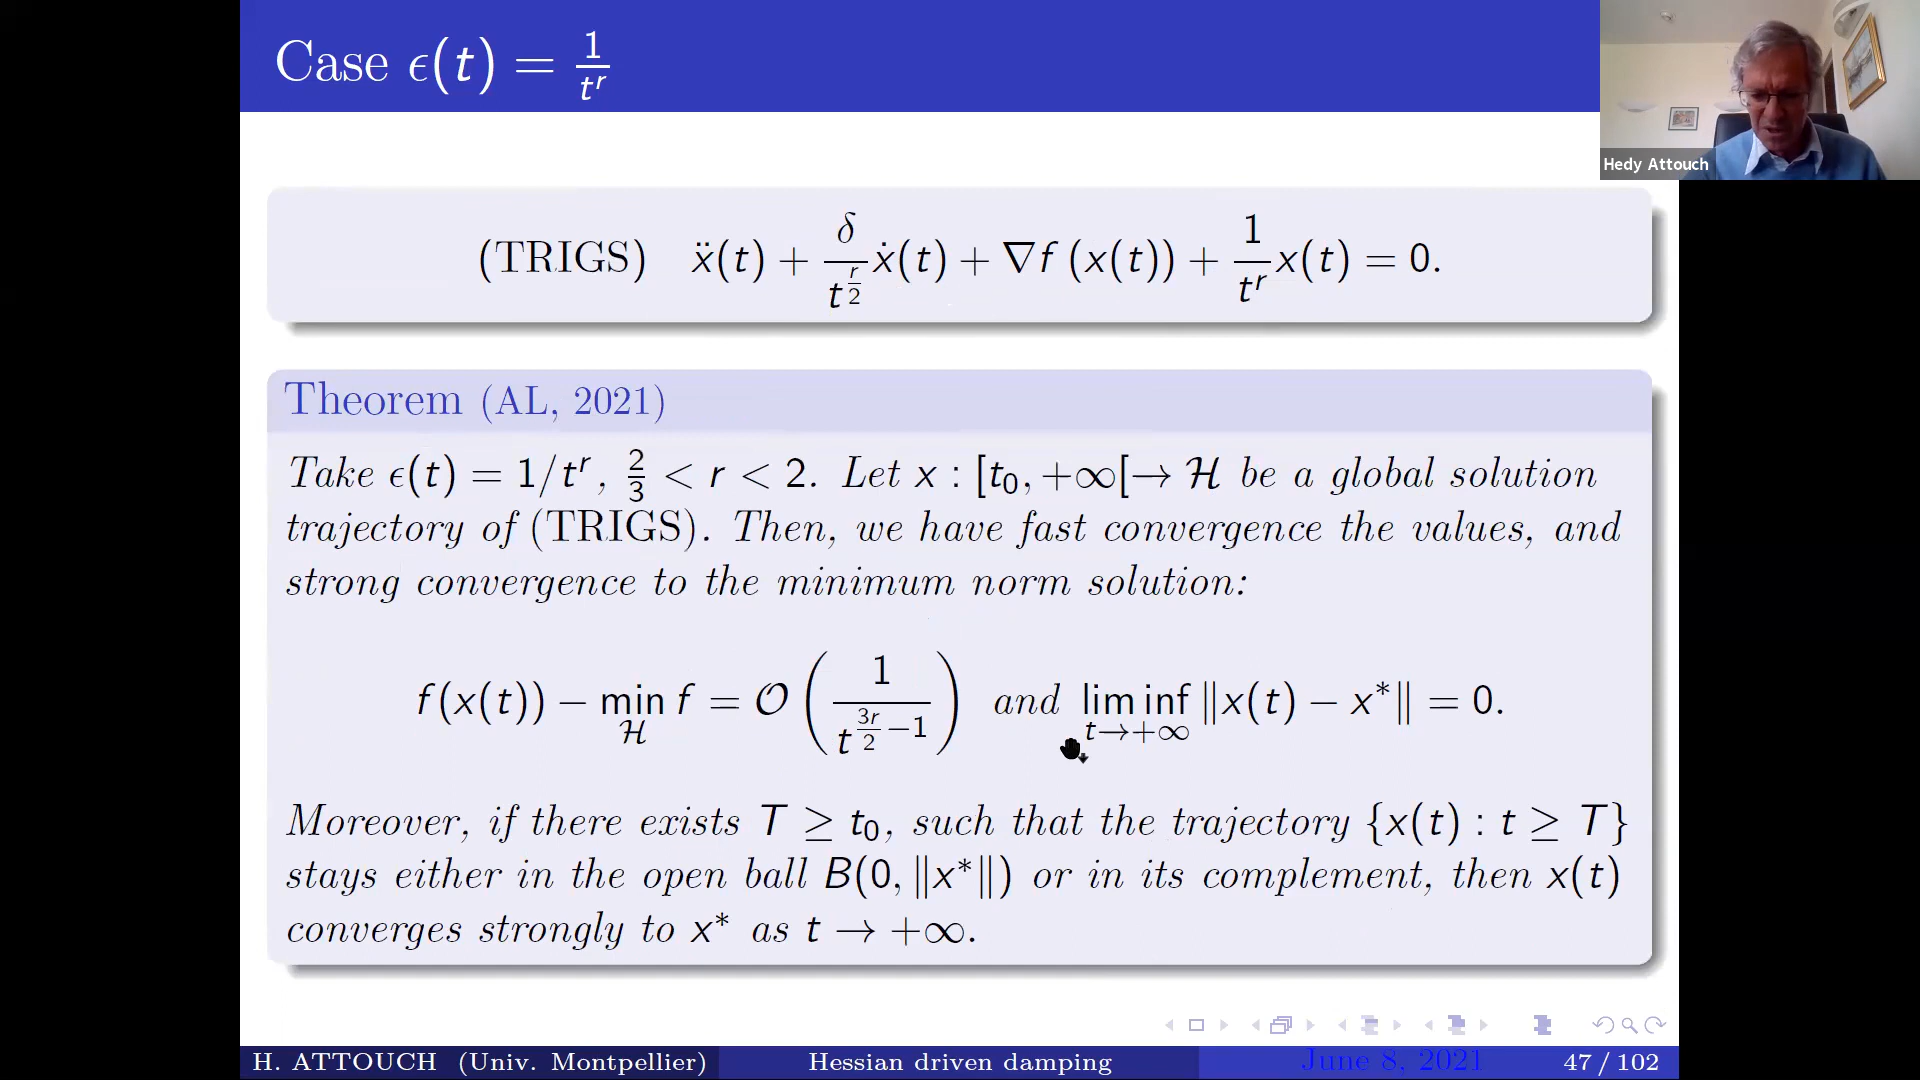 Case ϵ(t) = 1/t^r
Hedy Attouch
(TRIGS) ẍ(t) + δ/t^(r/2) ẋ(t) + ∇f (x(t)) + 1/t^r x(t) = 0.
Theorem (AL, 2021)
Take ϵ(t) = 1/t^r, 2/3 < r < 2. Let x : [t₀, +∞[→ ℋ be a global solution
trajectory of (TRIGS). Then, we have fast convergence the values, and
strong convergence to the minimum norm solution:
f(x(t)) − min_ℋ f = 𝒪(1/t^(3r/2 −1)) and lim inf_{t→+∞} ‖x(t) − x*‖ = 0.
Moreover, if there exists T ≥ t₀, such that the trajectory {x(t) : t ≥ T}
stays either in the open ball B(0, ‖x*‖) or in its complement, then x(t)
converges strongly to x* as t → +∞.
H. ATTOUCH (Univ. Montpellier) Hessian driven damping June 8, 2021 47 / 102